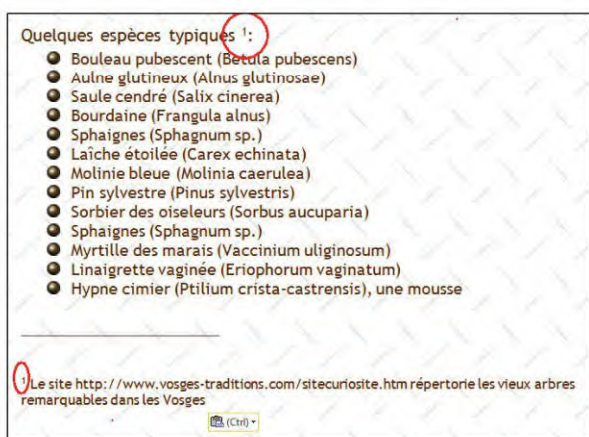 Quelques espèces typiques ¹:
Bouleau pubescent (Betula pubescens)
Aulne glutineux (Alnus glutinosae)
Saule cendré (Salix cinerea)
Bourdaine (Frangula alnus)
Sphaignes (Sphagnum sp.)
Laîche étoilée (Carex echinata)
Molinie bleue (Molinia caerulea)
Pin sylvestre (Pinus sylvestris)
Sorbier des oiseleurs (Sorbus aucuparia)
Sphaignes (Sphagnum sp.)
Myrtille des marais (Vaccinium uliginosum)
Linaigrette vaginée (Eriophorum vaginatum)
Hypne cimier (Ptilium crista-castrensis), une mousse
¹ Le site http://www.vosges-traditions.com/sitecuriosite.htm répertorie les vieux arbres
remarquables dans les Vosges
(Ctrl)